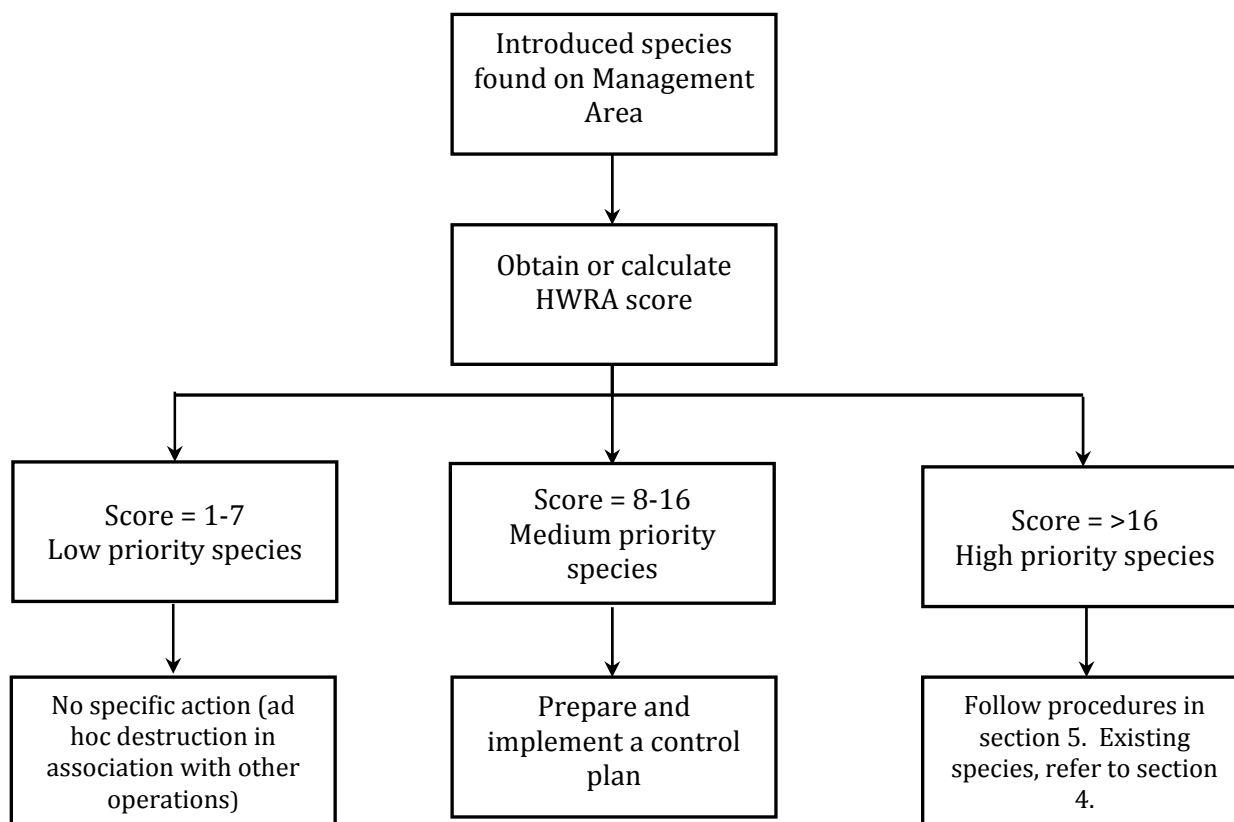 Introduced species
found on Management
Area
Obtain or calculate
HWRA score
Score = 1-7
Low priority species
Score = 8-16
Medium priority
species
Score = >16
High priority species
No specific action (ad
hoc destruction in
association with other
operations)
Prepare and
implement a control
plan
Follow procedures in
section 5.  Existing
species, refer to section
4.